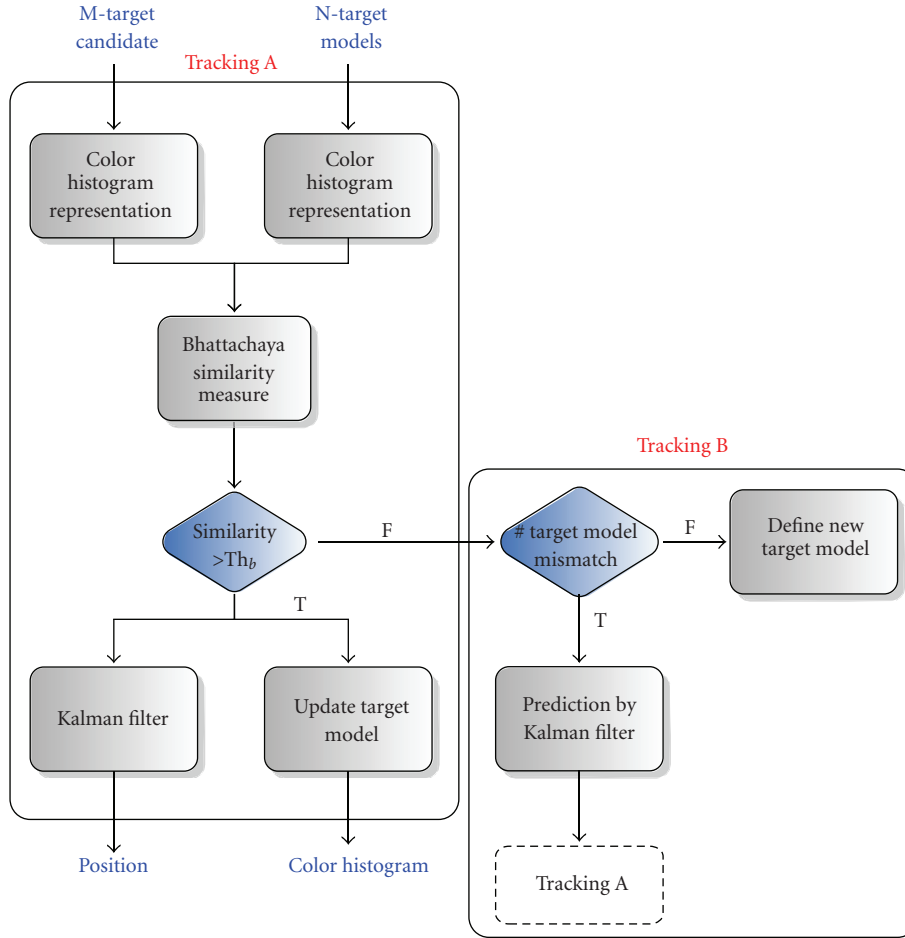 M-target
candidate
N-target
models
Tracking A
Color
histogram
representation
Color
histogram
representation
Bhattachaya
similarity
measure
Similarity
>Th_b
F
T
Kalman filter
Update target
model
Position
Color histogram
Tracking B
# target model
mismatch
F
Define new
target model
T
Prediction by
Kalman filter
Tracking A